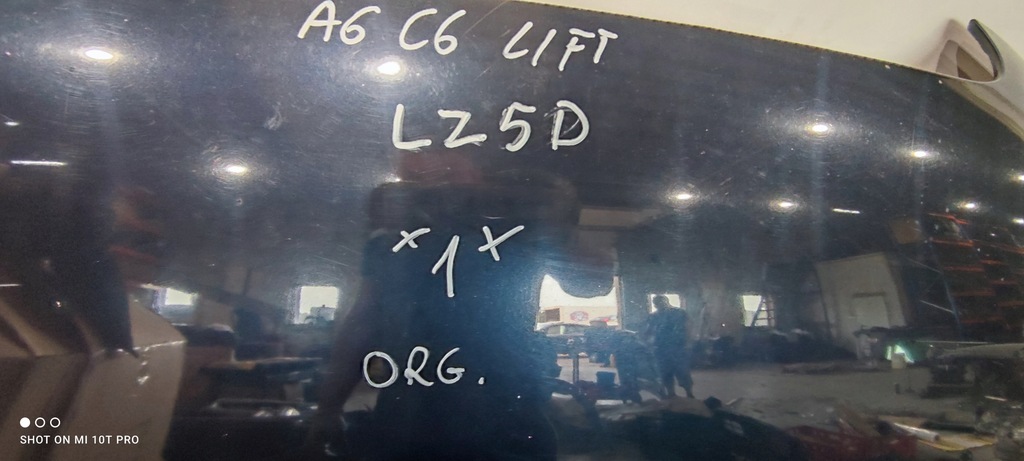 A6 C6 LIFT
LZ5D
x 1 x
ORG.
SHOT ON MI 10T PRO